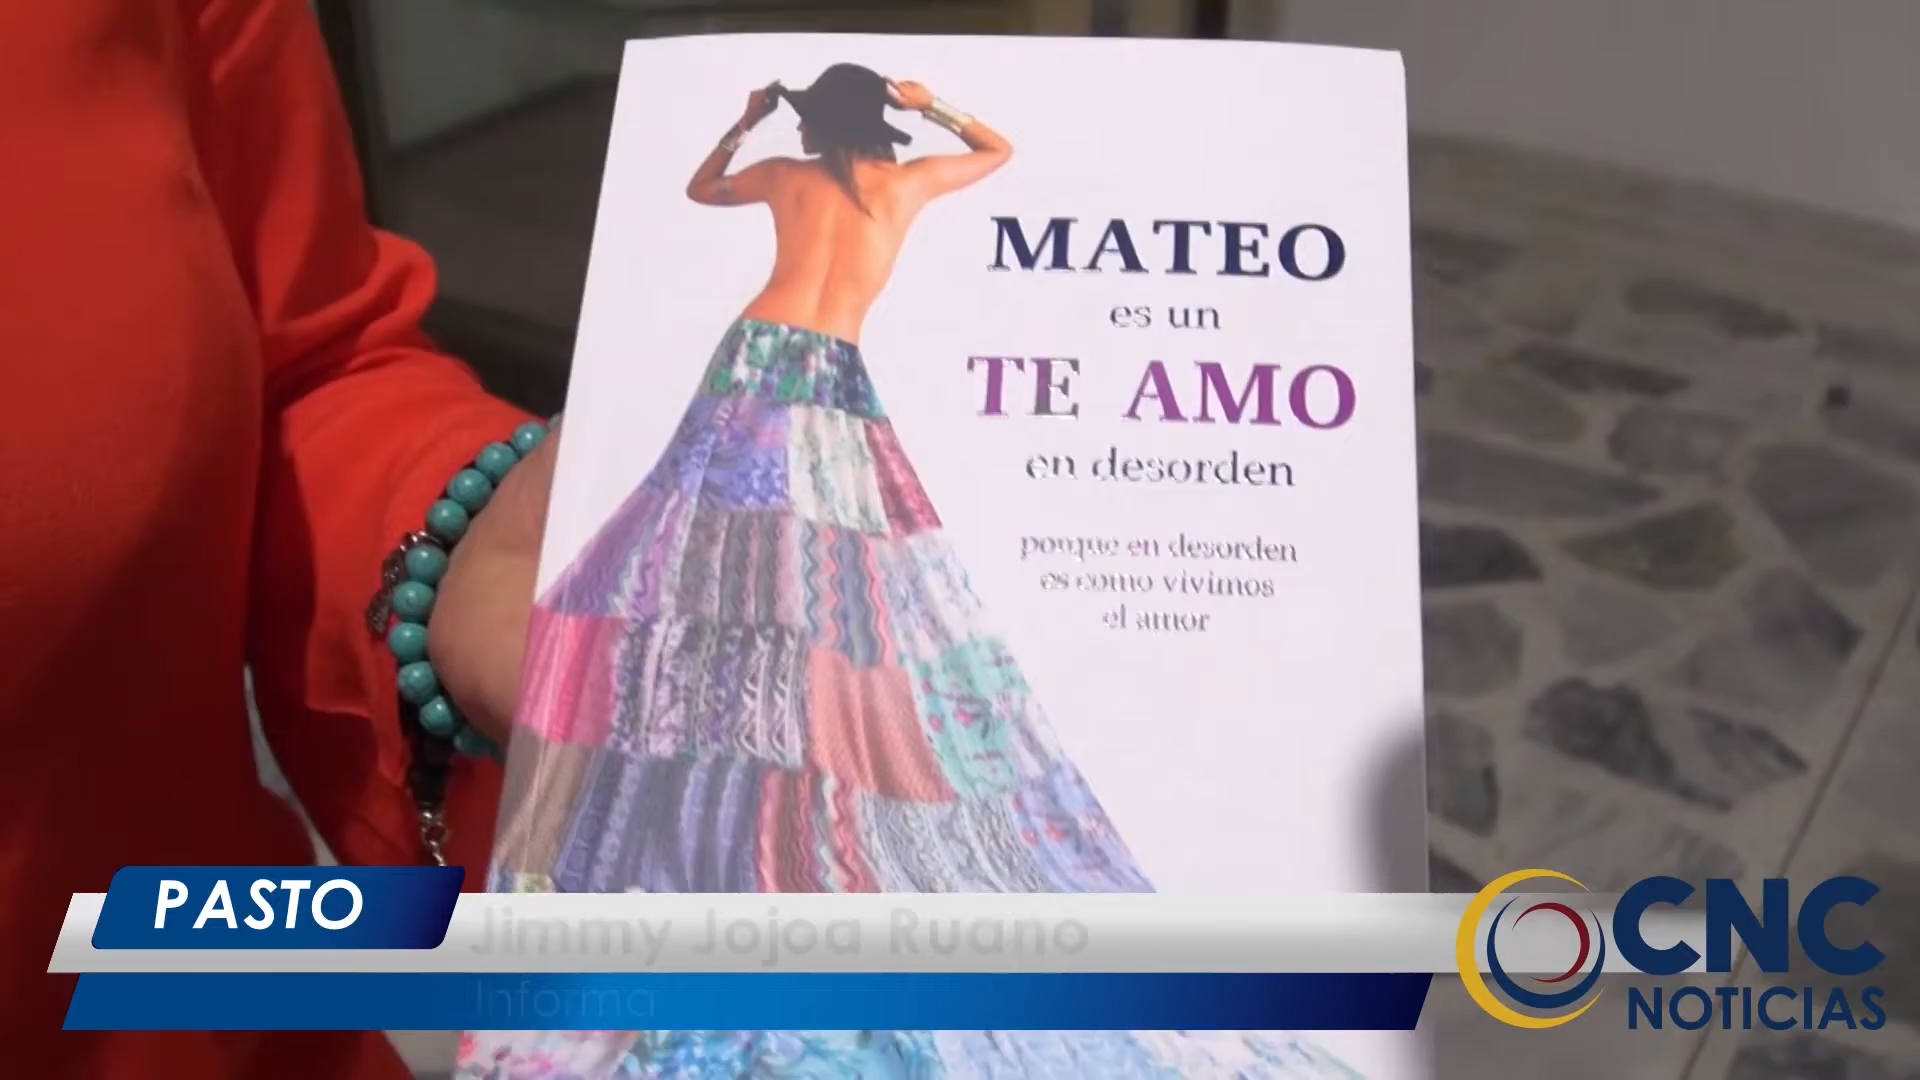 MATEO
es un
TE AMO
en desorden
porque en desorden
es como vivimos
el amor
PASTO
Jimmy Jojoa Ruano
Informa
CNC
NOTICIAS